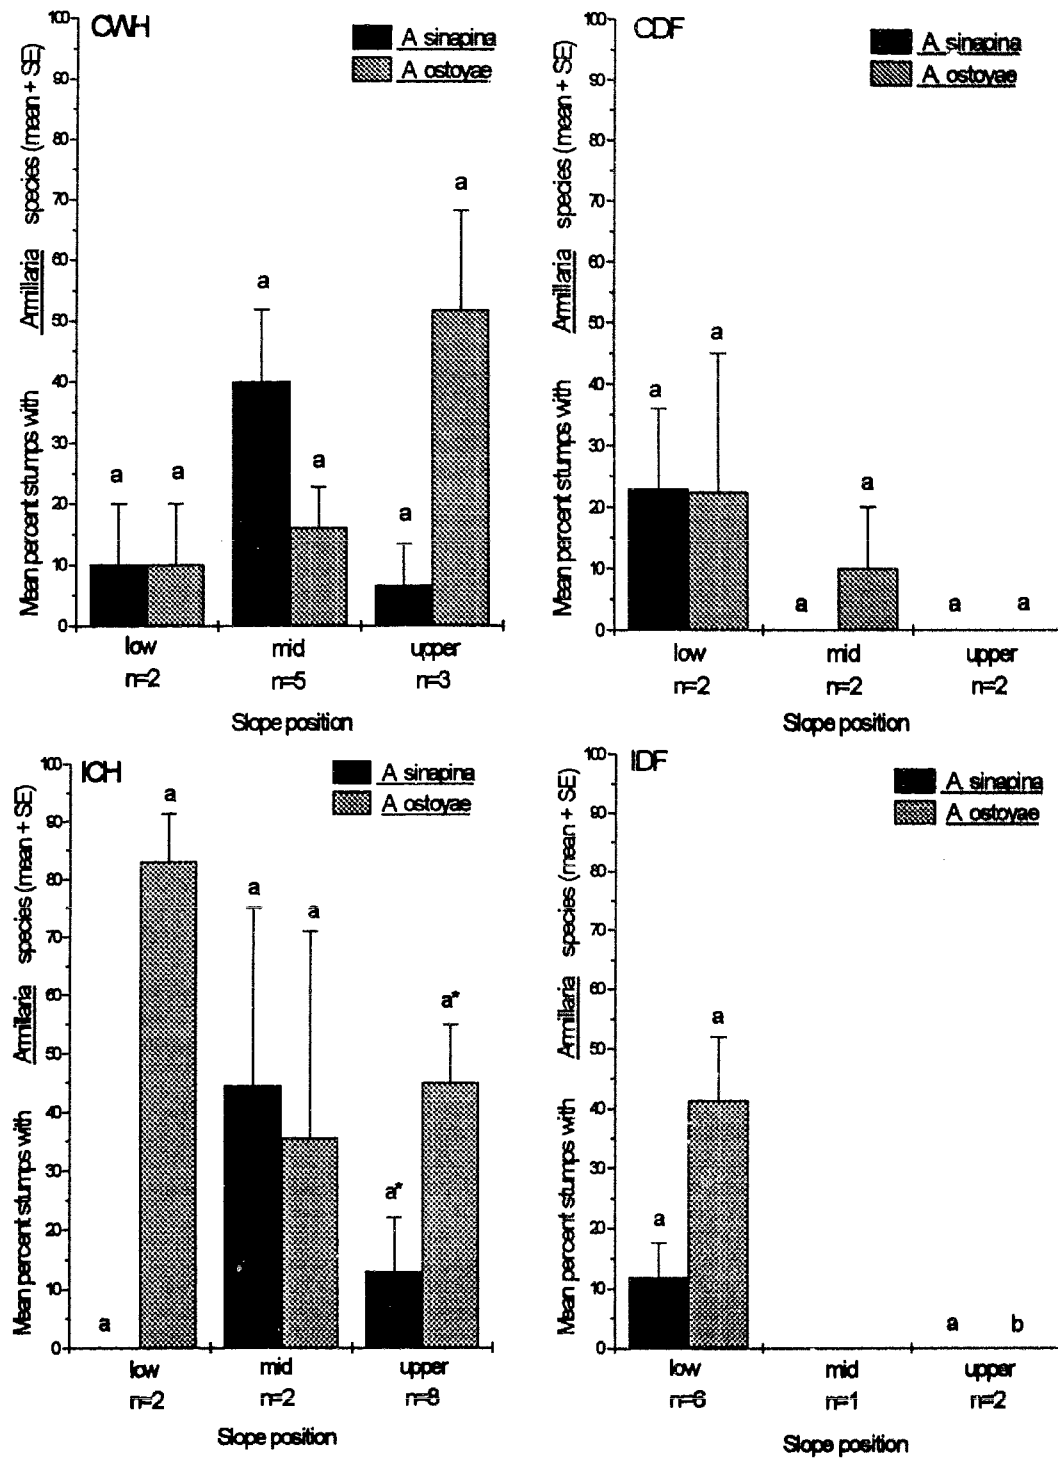 CWH
A sinapina
A ostoyae
Mean percent stumps with Armillaria species (mean + SE)
100
90
80
70
60
50
40
30
20
10
0
a
a
a
a
a
a
low
mid
upper
n=2
n=5
n=3
Slope position
CDF
A sinapina
A ostoyae
Mean percent stumps with Armillaria species (mean + SE)
100
90
80
70
60
50
40
30
20
10
0
a
a
a
a
a
a
low
mid
upper
n=2
n=2
n=2
Slope position
ICH
A sinapina
A ostoyae
Mean percent stumps with Armillaria species (mean + SE)
100
90
80
70
60
50
40
30
20
10
0
a
a
a
a
a*
a*
low
mid
upper
n=2
n=2
n=8
Slope position
IDF
A sinapina
A ostoyae
Mean percent stumps with Armillaria species (mean + SE)
100
90
80
70
60
50
40
30
20
10
0
a
a
a
b
low
mid
upper
n=6
n=1
n=2
Slope position